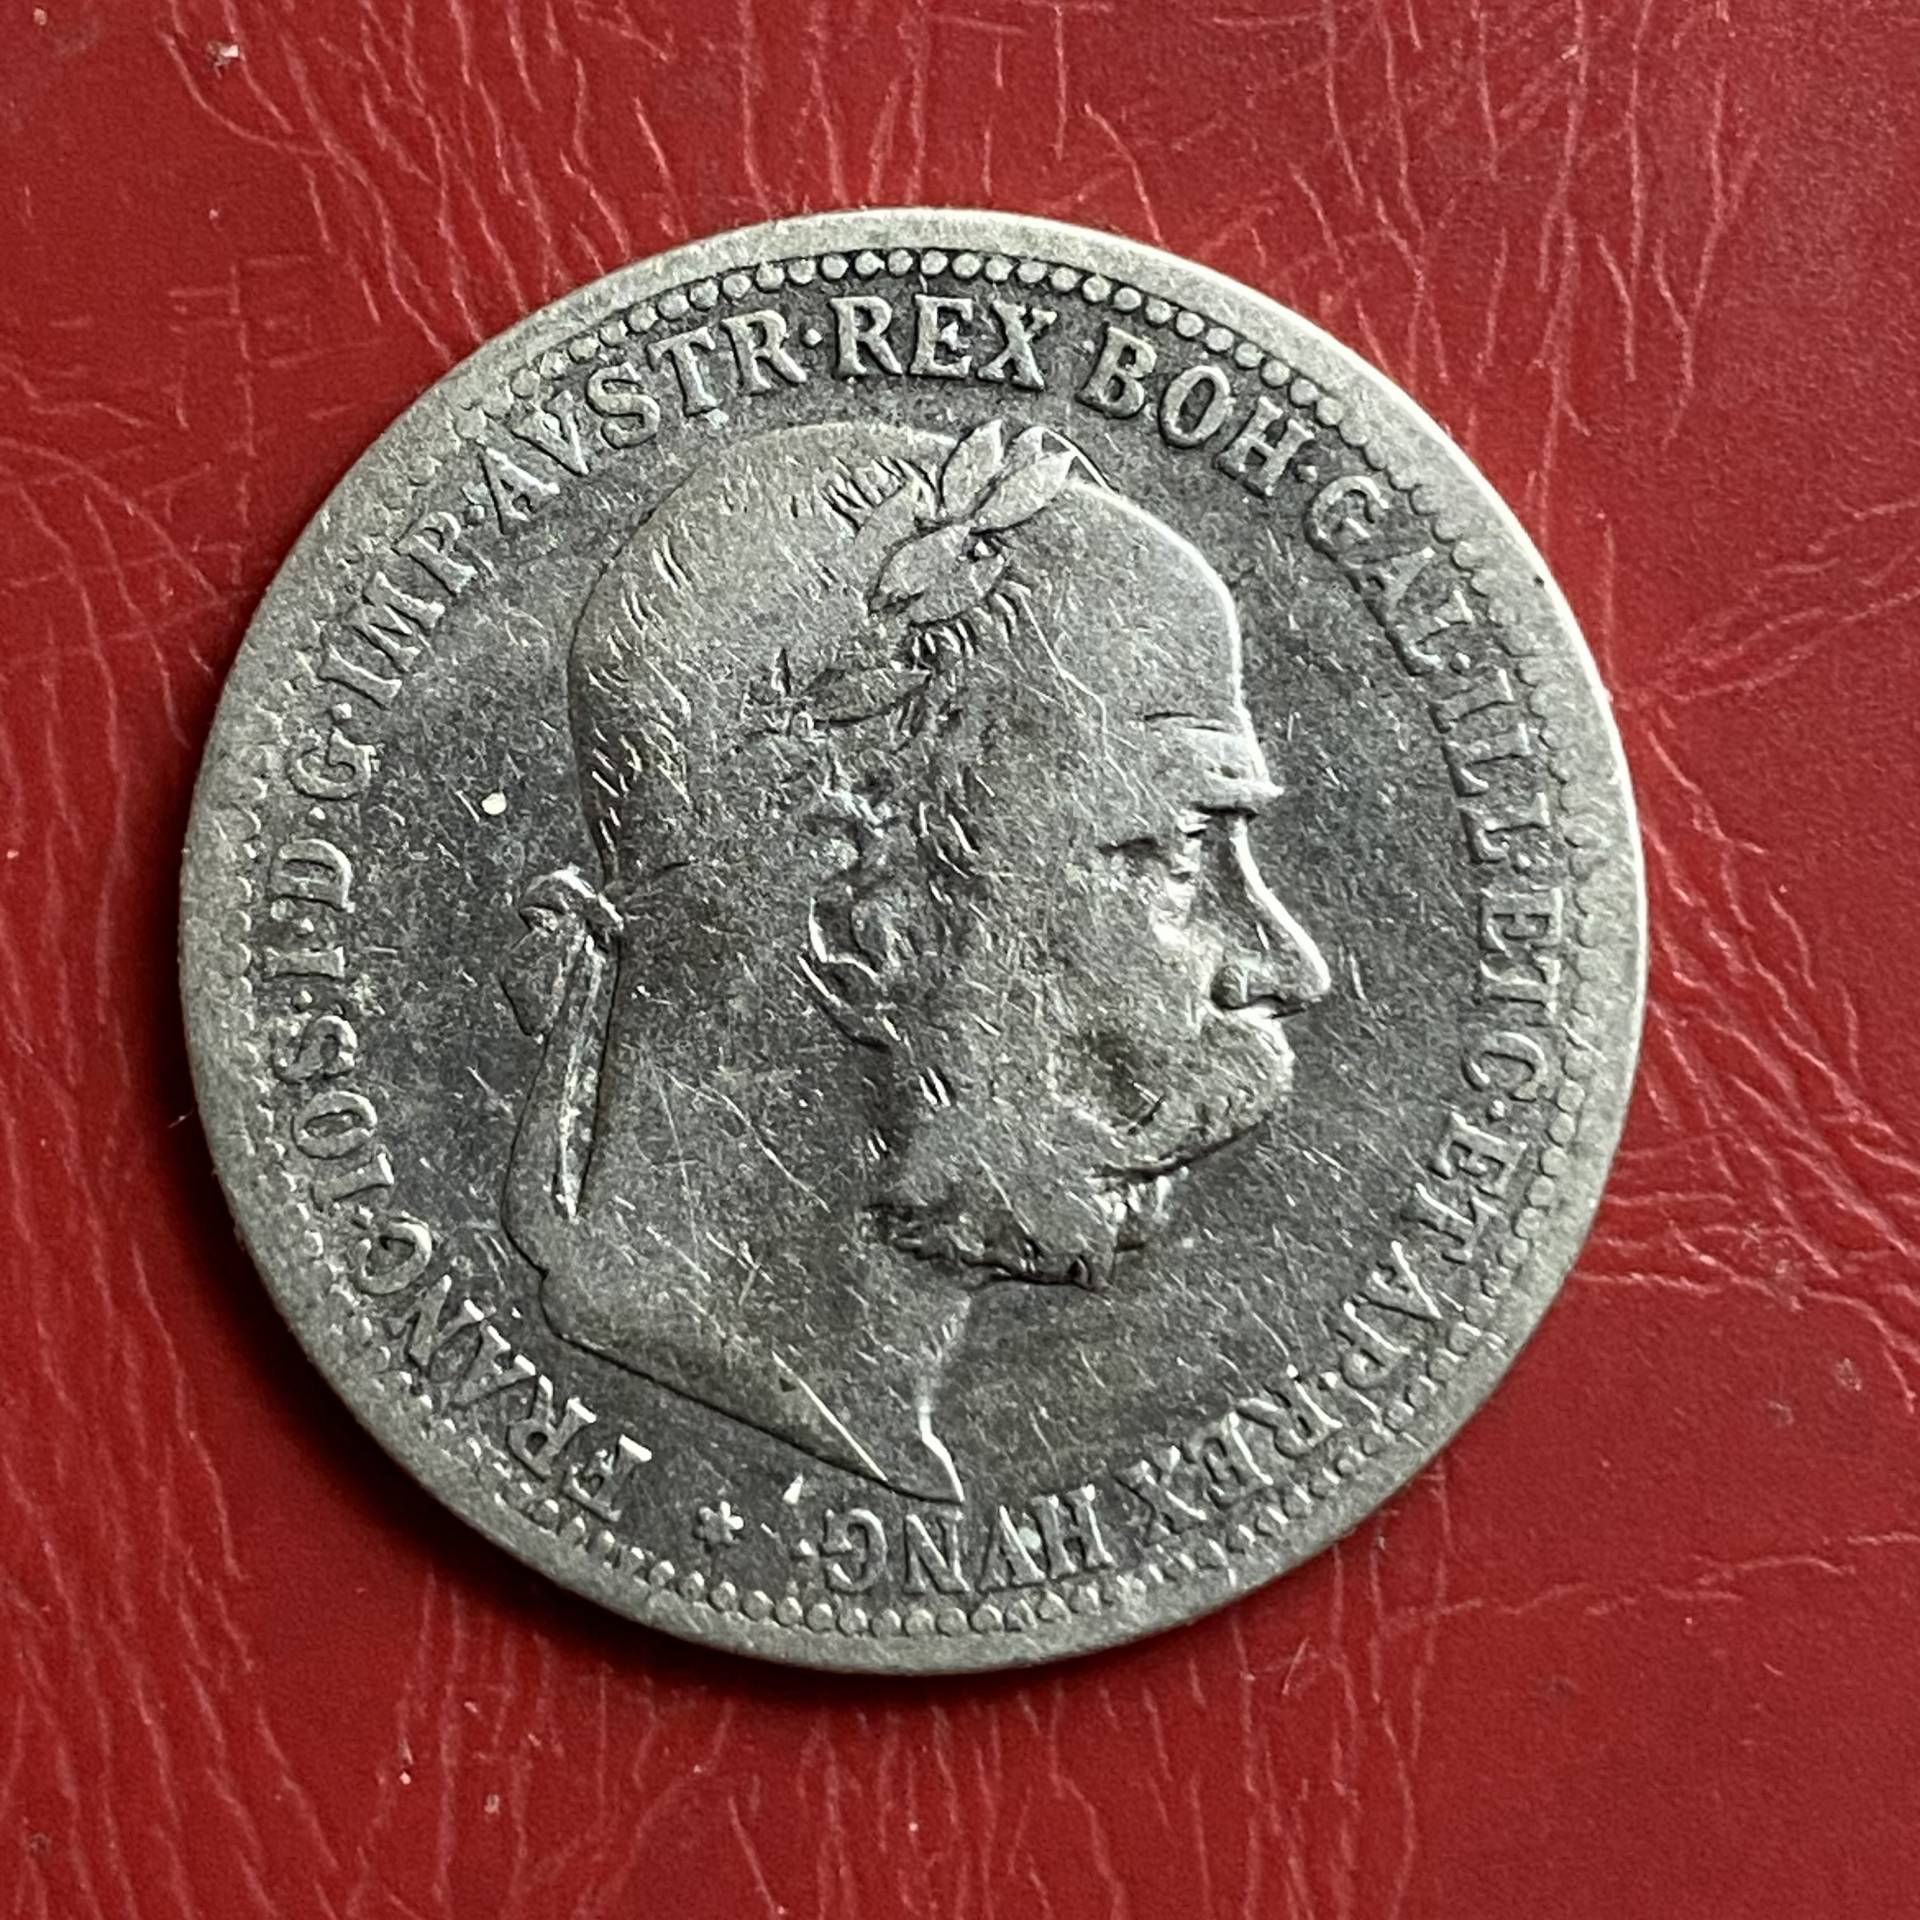 FRANC·IOS·I·D·G·IMP·AVSTR·REX BOH·GAL·ILL·ETC·ET AP·REX HVNG· *